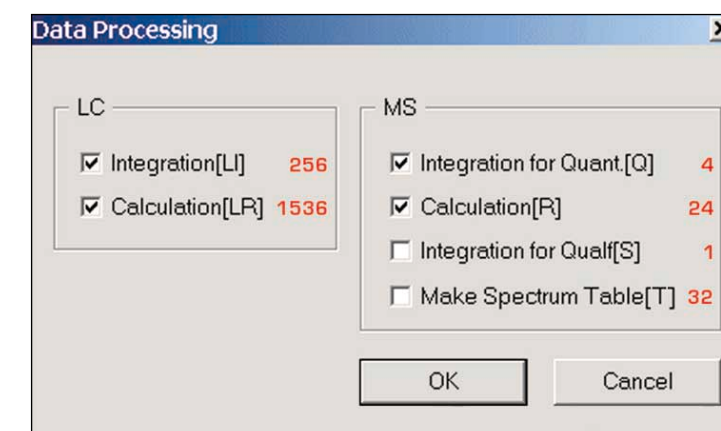 Data Processing
LC
Integration[LI] 256
Calculation[LR] 1536
MS
Integration for Quant.[Q] 4
Calculation[R] 24
Integration for Qualf[S] 1
Make Spectrum Table[T] 32
OK
Cancel